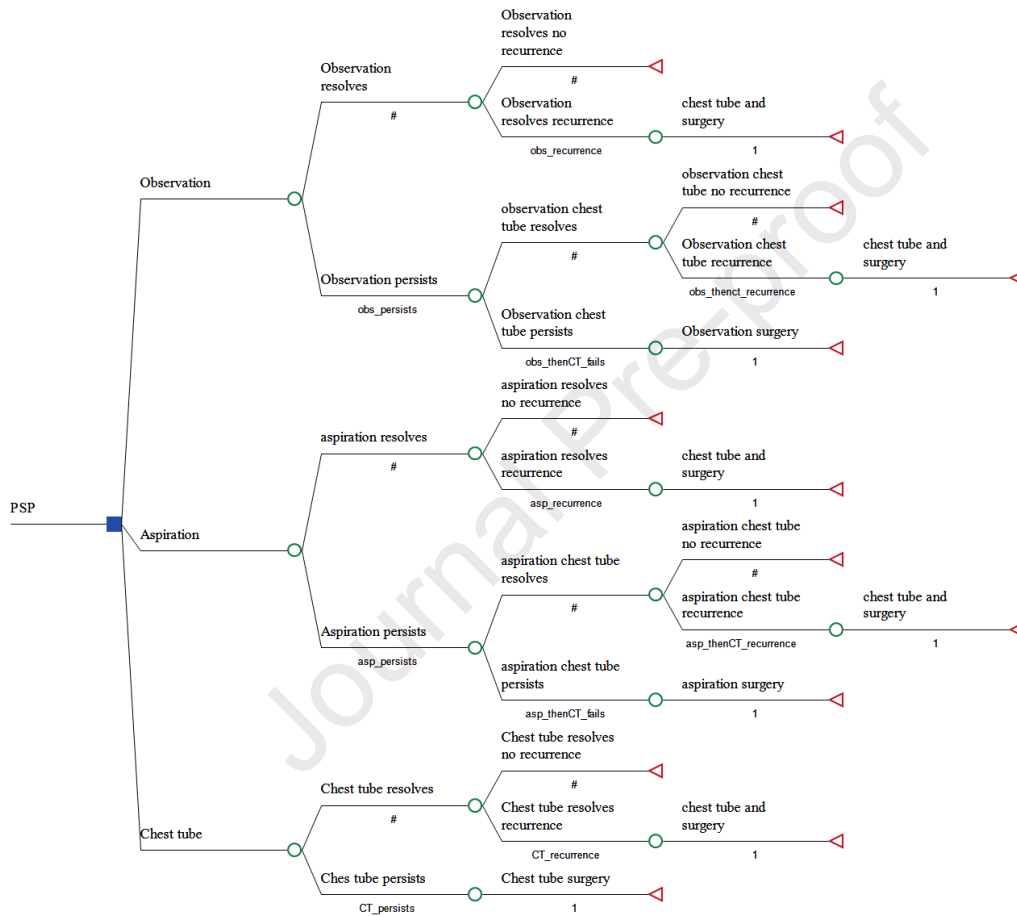 PSP
Observation
Observation
resolves
#
Observation
resolves no
recurrence
#
Observation
resolves recurrence
obs_recurrence
chest tube and
surgery
1
Observation persists
obs_persists
observation chest
tube resolves
#
observation chest
tube no recurrence
#
Observation chest
tube recurrence
obs_thenct_recurrence
chest tube and
surgery
1
Observation chest
tube persists
obs_thenCT_fails
Observation surgery
1
Aspiration
aspiration resolves
#
aspiration resolves
no recurrence
#
aspiration resolves
recurrence
asp_recurrence
chest tube and
surgery
1
Aspiration persists
asp_persists
aspiration chest tube
resolves
#
aspiration chest tube
no recurrence
#
aspiration chest tube
recurrence
asp_thenCT_recurrence
chest tube and
surgery
1
aspiration chest tube
persists
asp_thenCT_fails
aspiration surgery
1
Chest tube
Chest tube resolves
#
Chest tube resolves
no recurrence
#
Chest tube resolves
recurrence
CT_recurrence
chest tube and
surgery
1
Ches tube persists
CT_persists
Chest tube surgery
1
Journal Pre-proof